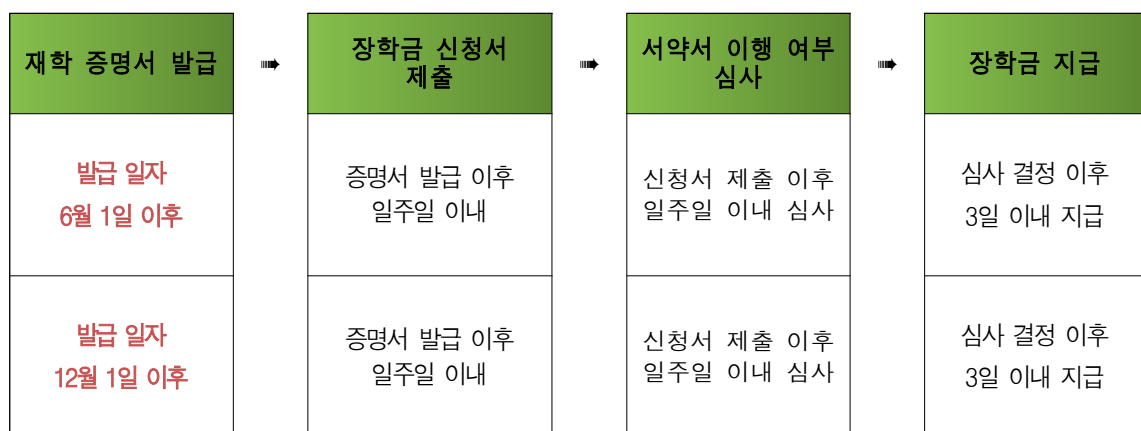 재학 증명서 발급
➠
장학금 신청서
제출
➠
서약서 이행 여부
심사
➠
장학금 지급
발급 일자
6월 1일 이후
증명서 발급 이후
일주일 이내
신청서 제출 이후
일주일 이내 심사
심사 결정 이후
3일 이내 지급
발급 일자
12월 1일 이후
증명서 발급 이후
일주일 이내
신청서 제출 이후
일주일 이내 심사
심사 결정 이후
3일 이내 지급